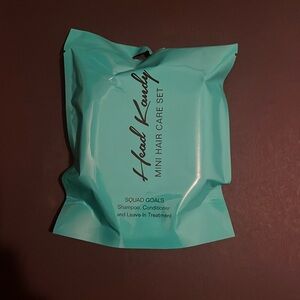 Head Kandy
MINI HAIR CARE SET
SQUAD GOALS
Shampoo, Conditioner
and Leave In Treatment